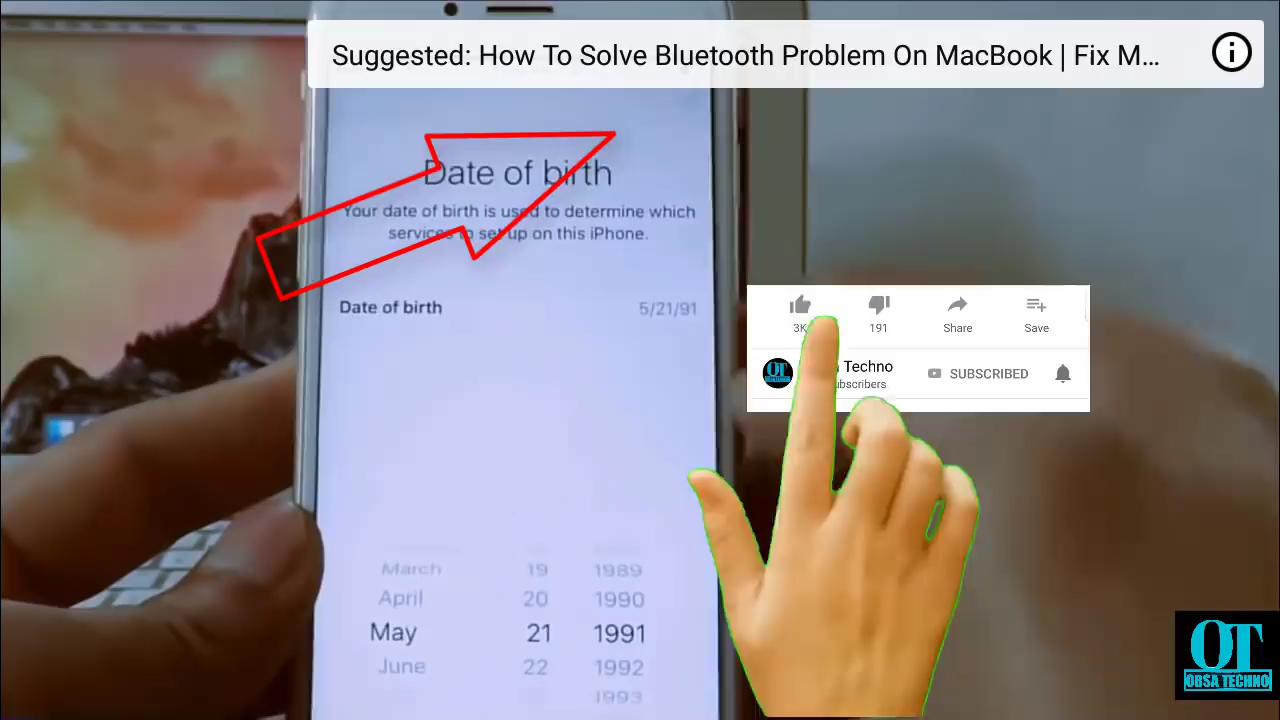 Suggested: How To Solve Bluetooth Problem On MacBook | Fix M...
Date of birth
Your date of birth is used to determine which
services to set up on this iPhone.
Date of birth 5/21/91
3K 191 Share Save
OT Techno SUBSCRIBED
ubscribers
March 19 1989
April 20 1990
May 21 1991
June 22 1992
1993
OT
OBSA TECHNO